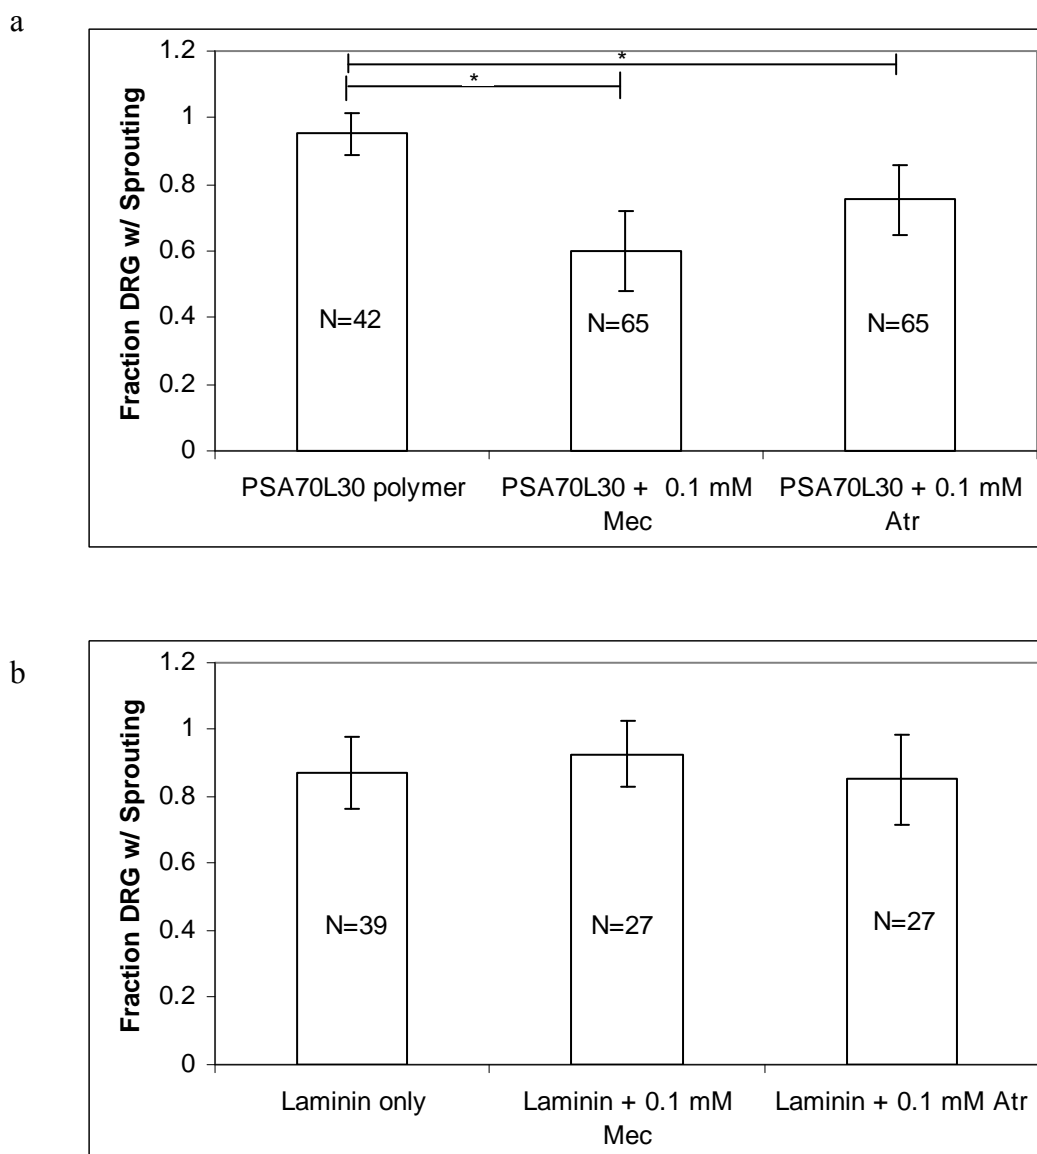 a
1.2
1
0.8
0.6
0.4
0.2
0
Fraction DRG w/ Sprouting
*
*
N=42
N=65
N=65
PSA70L30 polymer
PSA70L30 + 0.1 mM
Mec
PSA70L30 + 0.1 mM
Atr
b
1.2
1
0.8
0.6
0.4
0.2
0
Fraction DRG w/ Sprouting
N=39
N=27
N=27
Laminin only
Laminin + 0.1 mM
Mec
Laminin + 0.1 mM Atr